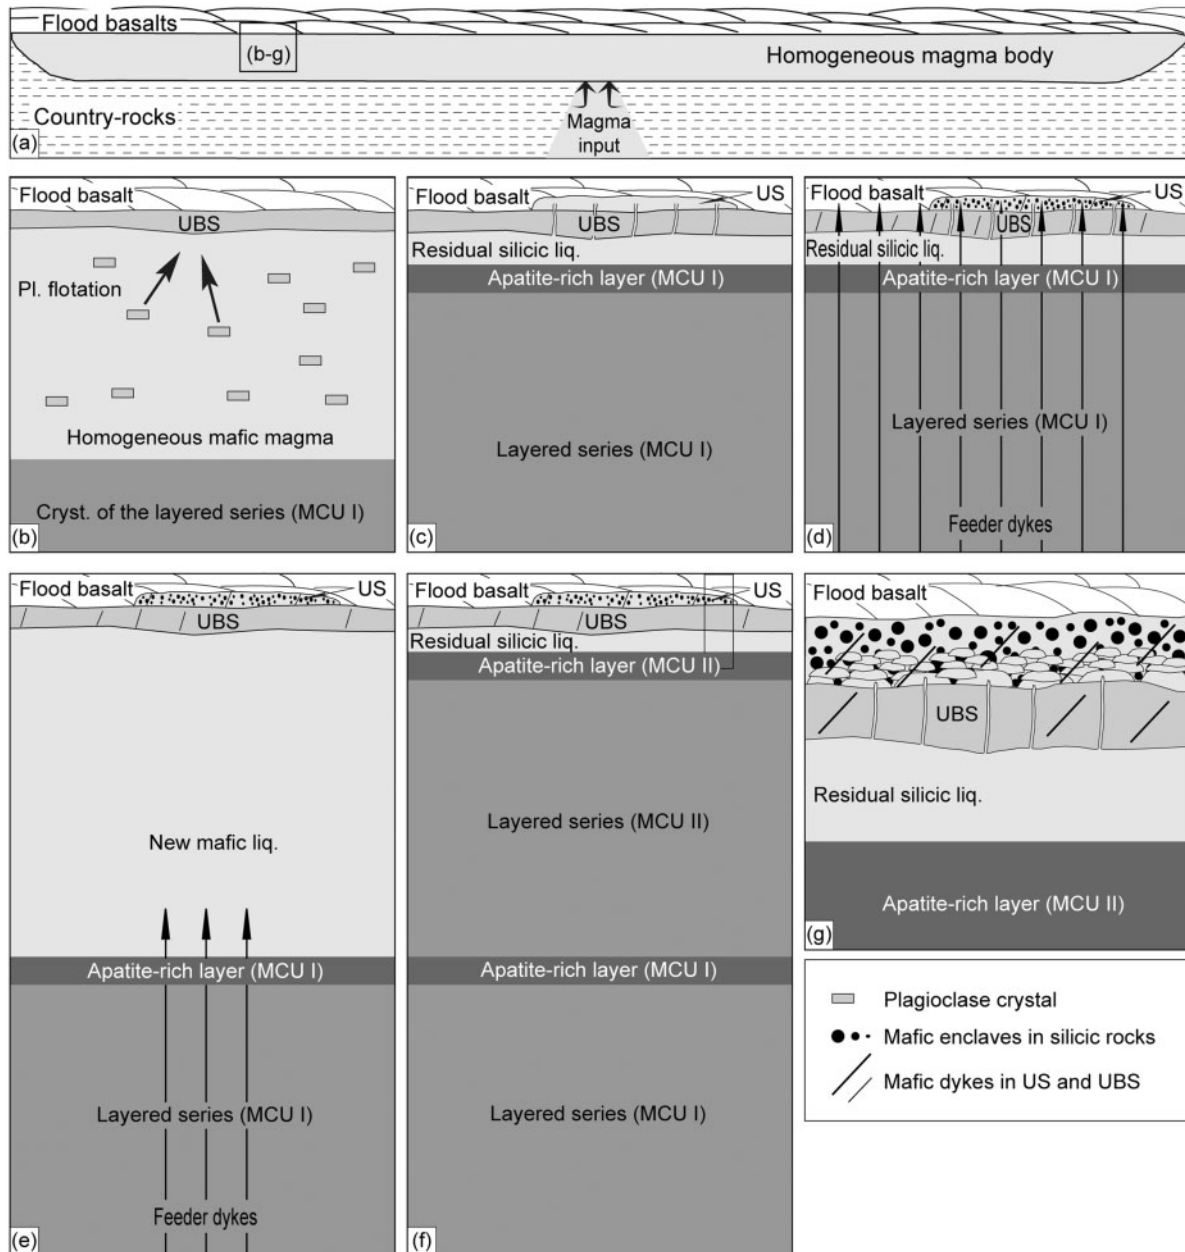 Flood basalts
(b-g)
Homogeneous magma body
Country-rocks
Magma
input
(a)
Flood basalt
UBS
Pl. flotation
Homogeneous mafic magma
Cryst. of the layered series (MCU I)
(b)
Flood basalt
US
UBS
Residual silicic liq.
Apatite-rich layer (MCU I)
Layered series (MCU I)
(c)
Flood basalt
US
UBS
Residual silicic liq.
Apatite-rich layer (MCU I)
Layered series (MCU I)
Feeder dykes
(d)
Flood basalt
US
UBS
New mafic liq.
Apatite-rich layer (MCU I)
Layered series (MCU I)
Feeder dykes
(e)
Flood basalt
US
UBS
Residual silicic liq.
Apatite-rich layer (MCU II)
Layered series (MCU II)
Apatite-rich layer (MCU I)
Layered series (MCU I)
(f)
Flood basalt
UBS
Residual silicic liq.
Apatite-rich layer (MCU II)
(g)
Plagioclase crystal
Mafic enclaves in silicic rocks
Mafic dykes in US and UBS